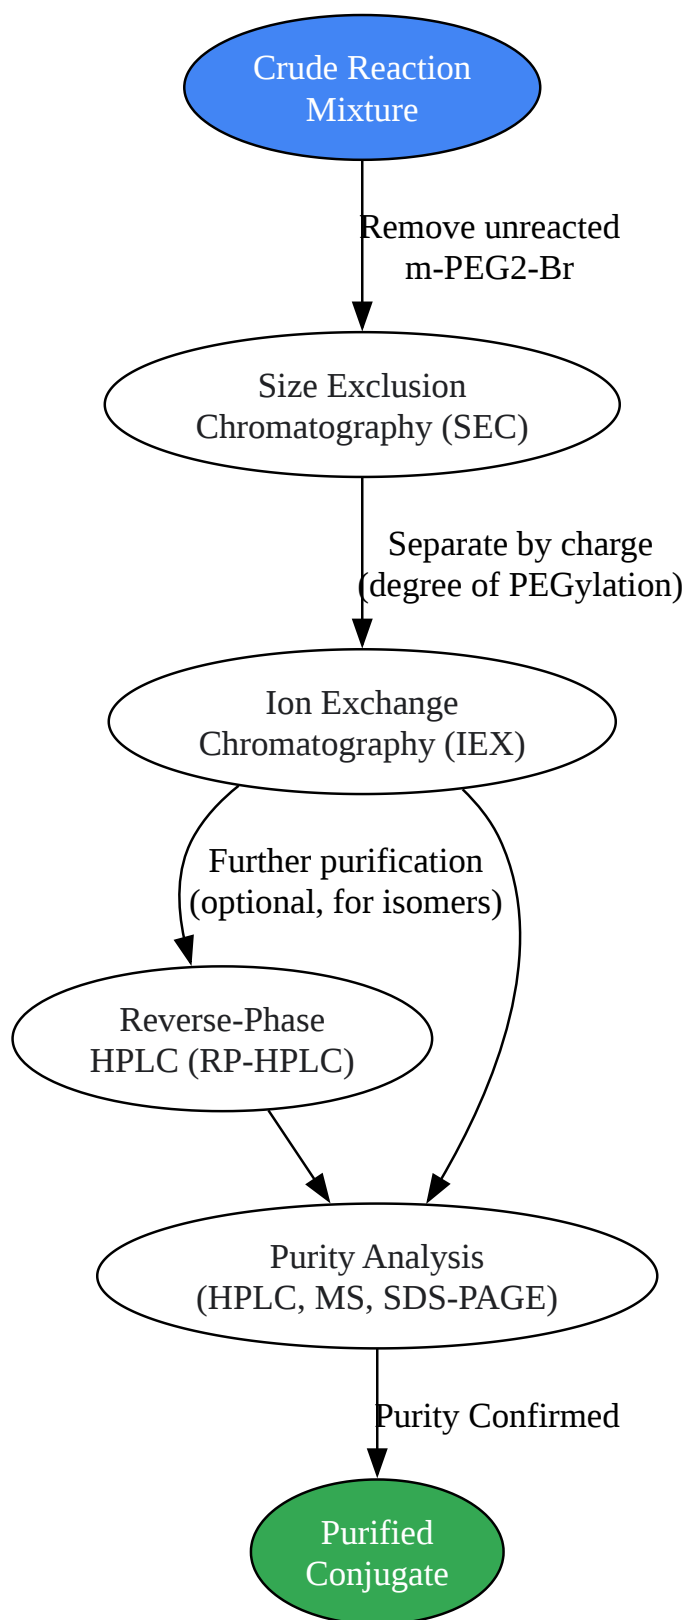 Crude Reaction
Mixture
Remove unreacted
m-PEG2-Br
Size Exclusion
Chromatography (SEC)
Separate by charge
(degree of PEGylation)
Ion Exchange
Chromatography (IEX)
Further purification
(optional, for isomers)
Reverse-Phase
HPLC (RP-HPLC)
Purity Analysis
(HPLC, MS, SDS-PAGE)
Purity Confirmed
Purified
Conjugate